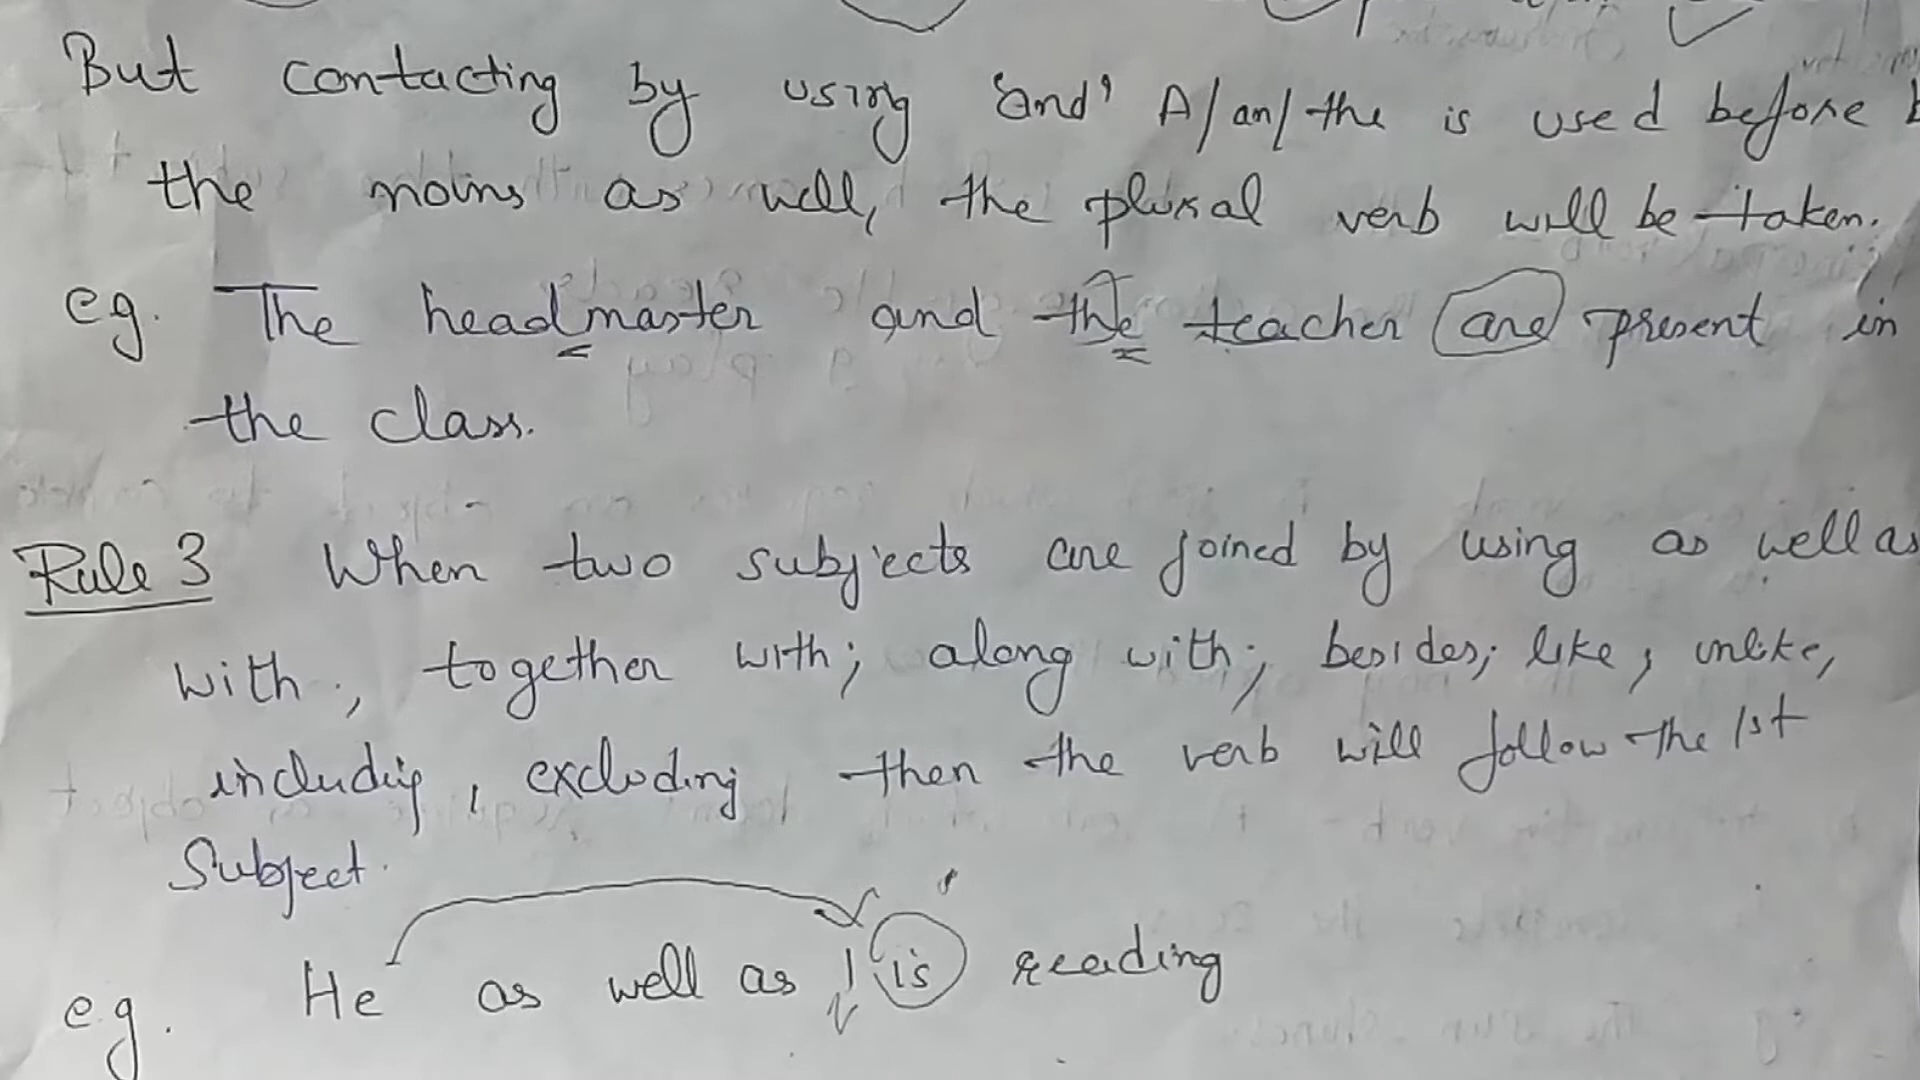 But contacting by using 'and' A/an/the is used before
the nouns as well, the plural verb will be taken.
eg. The headmaster and the teacher are present in
the class.
Rule 3 When two subjects are joined by using as well as
with, together with; along with; besides; like, unlike,
including, excluding then the verb will follow the 1st
Subject.
eg. He as well as I is reading